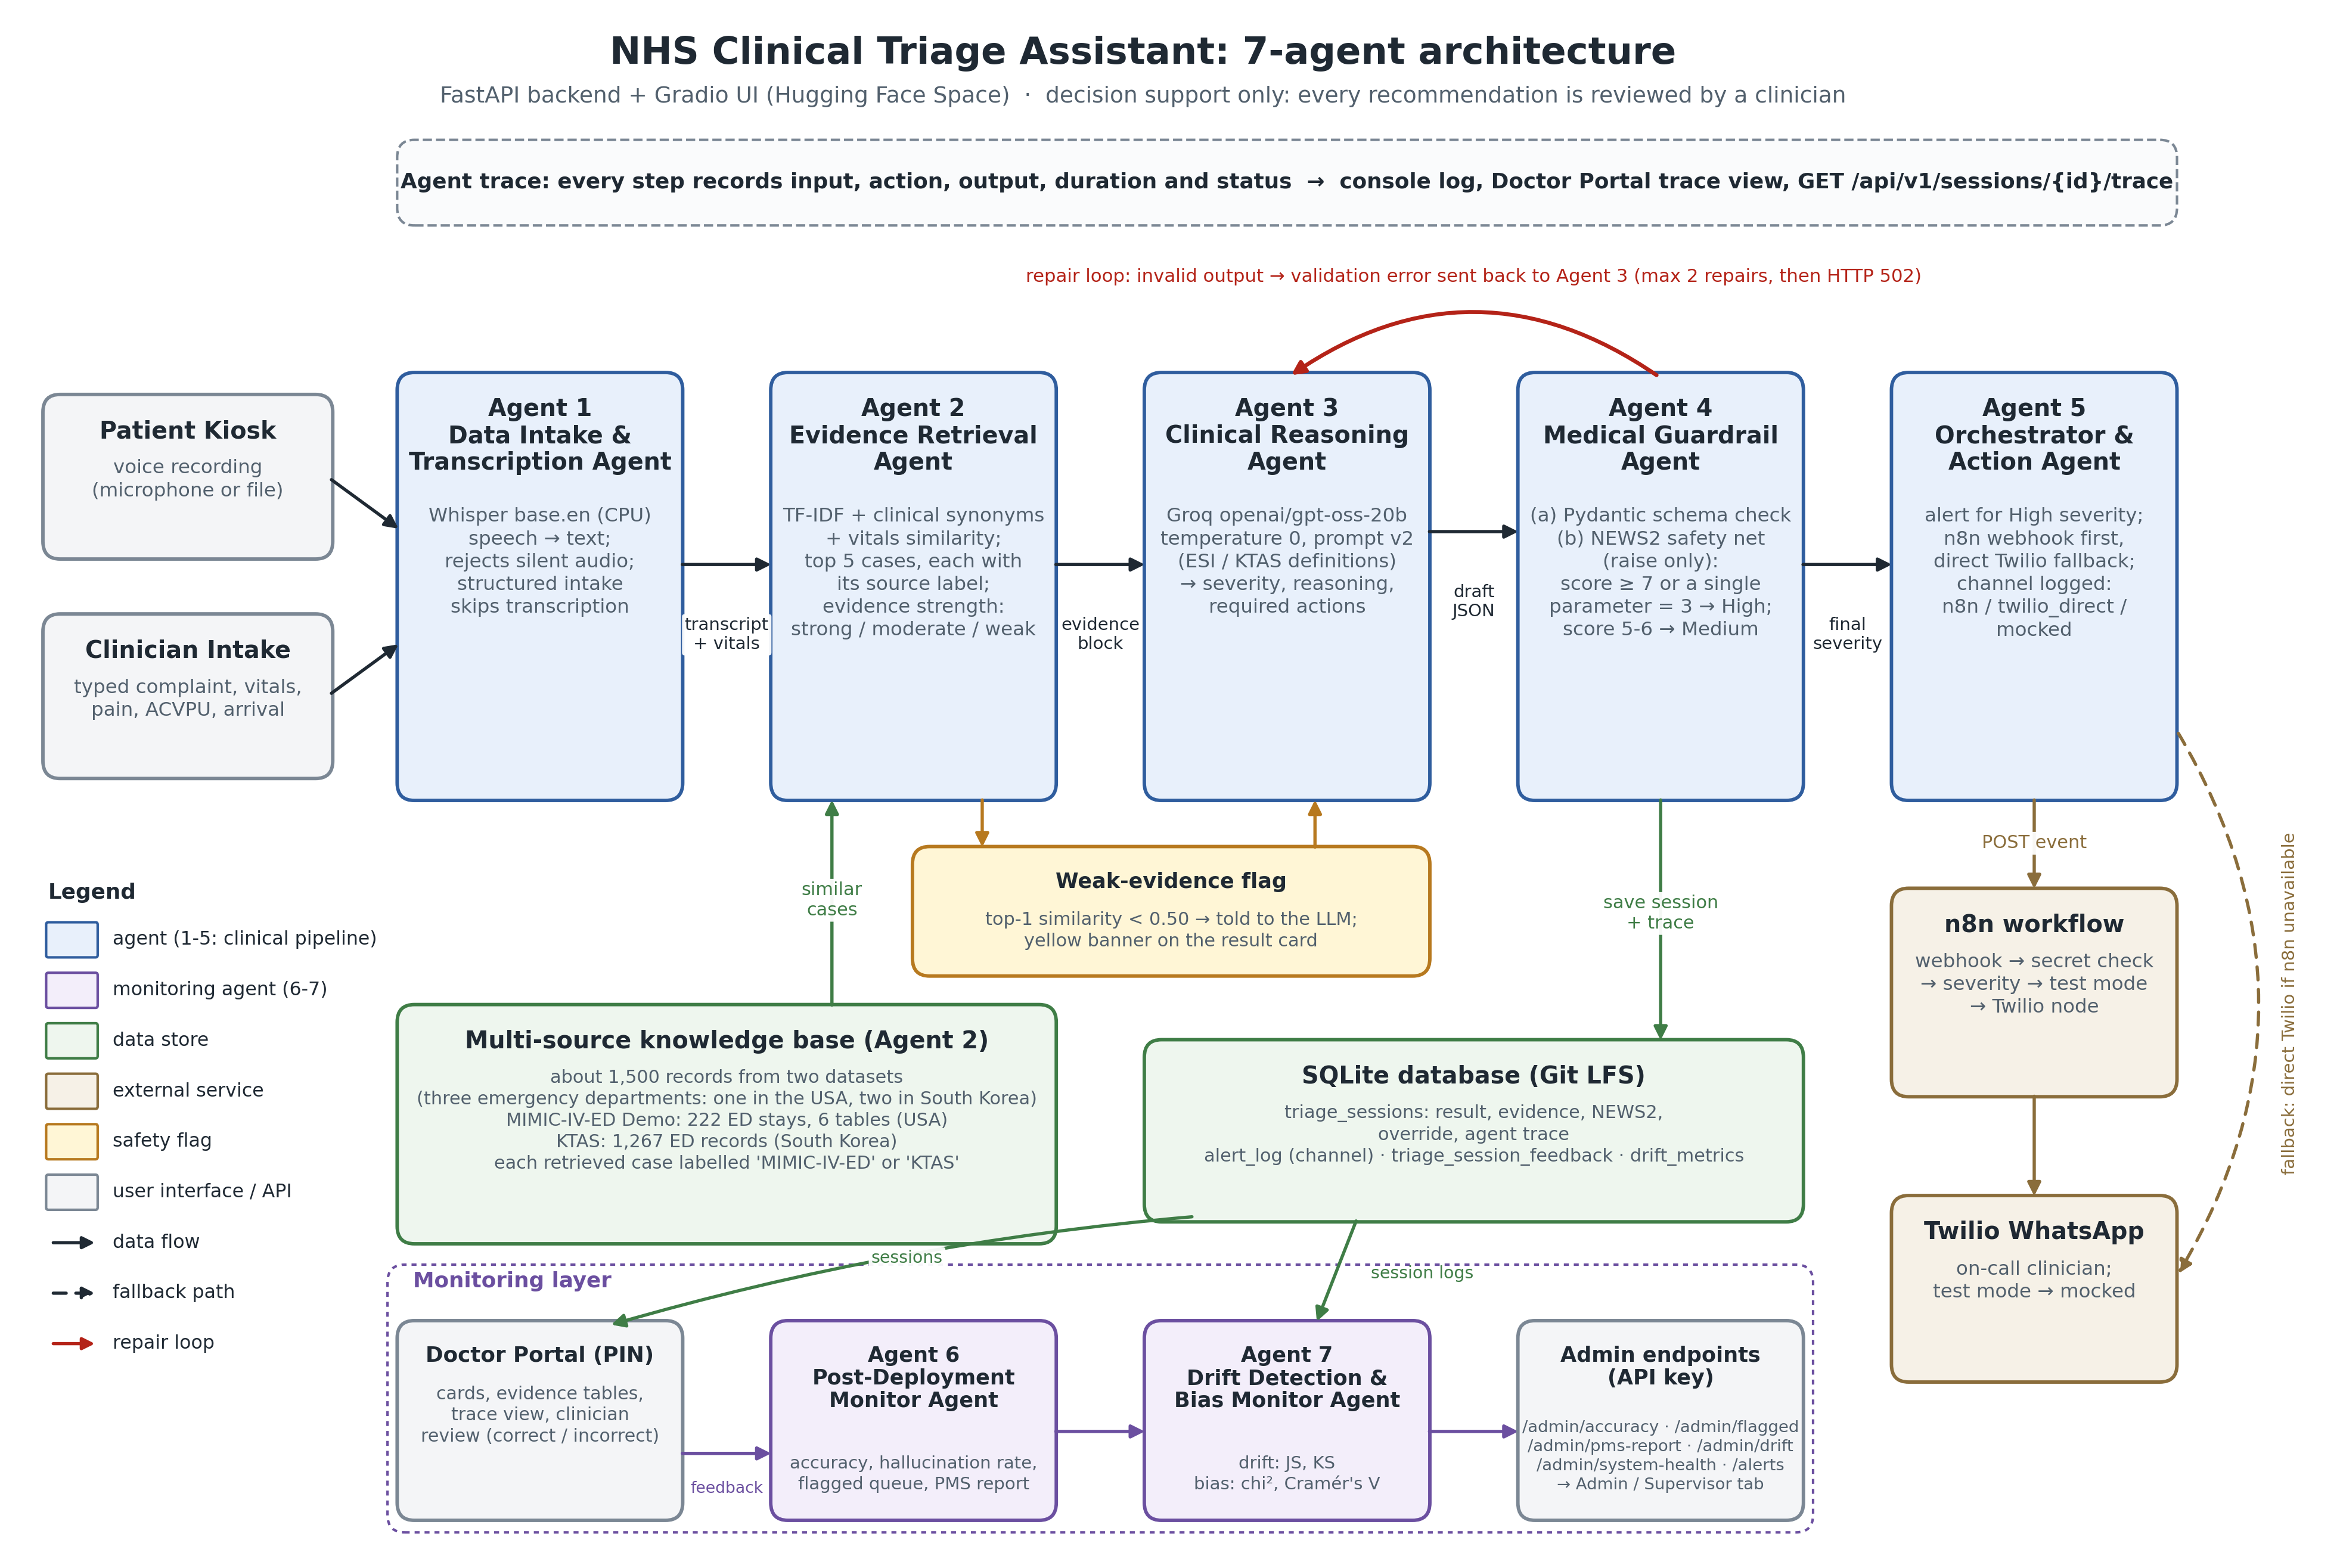 NHS Clinical Triage Assistant: 7-agent architecture
FastAPI backend + Gradio UI (Hugging Face Space) · decision support only: every recommendation is reviewed by a clinician
Agent trace: every step records input, action, output, duration and status → console log, Doctor Portal trace view, GET /api/v1/sessions/{id}/trace
repair loop: invalid output → validation error sent back to Agent 3 (max 2 repairs, then HTTP 502)
Patient Kiosk
voice recording
(microphone or file)
Clinician Intake
typed complaint, vitals,
pain, ACVPU, arrival
Agent 1
Data Intake &
Transcription Agent
Whisper base.en (CPU)
speech → text;
rejects silent audio;
structured intake
skips transcription
transcript
+ vitals
Agent 2
Evidence Retrieval
Agent
TF-IDF + clinical synonyms
+ vitals similarity;
top 5 cases, each with
its source label;
evidence strength:
strong / moderate / weak
evidence
block
Agent 3
Clinical Reasoning
Agent
Groq openai/gpt-oss-20b
temperature 0, prompt v2
(ESI / KTAS definitions)
→ severity, reasoning,
required actions
draft
JSON
Agent 4
Medical Guardrail
Agent
(a) Pydantic schema check
(b) NEWS2 safety net
(raise only):
score ≥ 7 or a single
parameter = 3 → High;
score 5-6 → Medium
final
severity
Agent 5
Orchestrator &
Action Agent
alert for High severity;
n8n webhook first,
direct Twilio fallback;
channel logged:
n8n / twilio_direct /
mocked
similar
cases
Weak-evidence flag
top-1 similarity < 0.50 → told to the LLM;
yellow banner on the result card
save session
+ trace
POST event
fallback: direct Twilio if n8n unavailable
n8n workflow
webhook → secret check
→ severity → test mode
→ Twilio node
Twilio WhatsApp
on-call clinician;
test mode → mocked
Legend
agent (1-5: clinical pipeline)
monitoring agent (6-7)
data store
external service
safety flag
user interface / API
data flow
fallback path
repair loop
Multi-source knowledge base (Agent 2)
about 1,500 records from two datasets
(three emergency departments: one in the USA, two in South Korea)
MIMIC-IV-ED Demo: 222 ED stays, 6 tables (USA)
KTAS: 1,267 ED records (South Korea)
each retrieved case labelled 'MIMIC-IV-ED' or 'KTAS'
SQLite database (Git LFS)
triage_sessions: result, evidence, NEWS2,
override, agent trace
alert_log (channel) · triage_session_feedback · drift_metrics
sessions
session logs
Monitoring layer
Doctor Portal (PIN)
cards, evidence tables,
trace view, clinician
review (correct / incorrect)
feedback
Agent 6
Post-Deployment
Monitor Agent
accuracy, hallucination rate,
flagged queue, PMS report
Agent 7
Drift Detection &
Bias Monitor Agent
drift: JS, KS
bias: chi², Cramér's V
Admin endpoints
(API key)
/admin/accuracy · /admin/flagged
/admin/pms-report · /admin/drift
/admin/system-health · /alerts
→ Admin / Supervisor tab